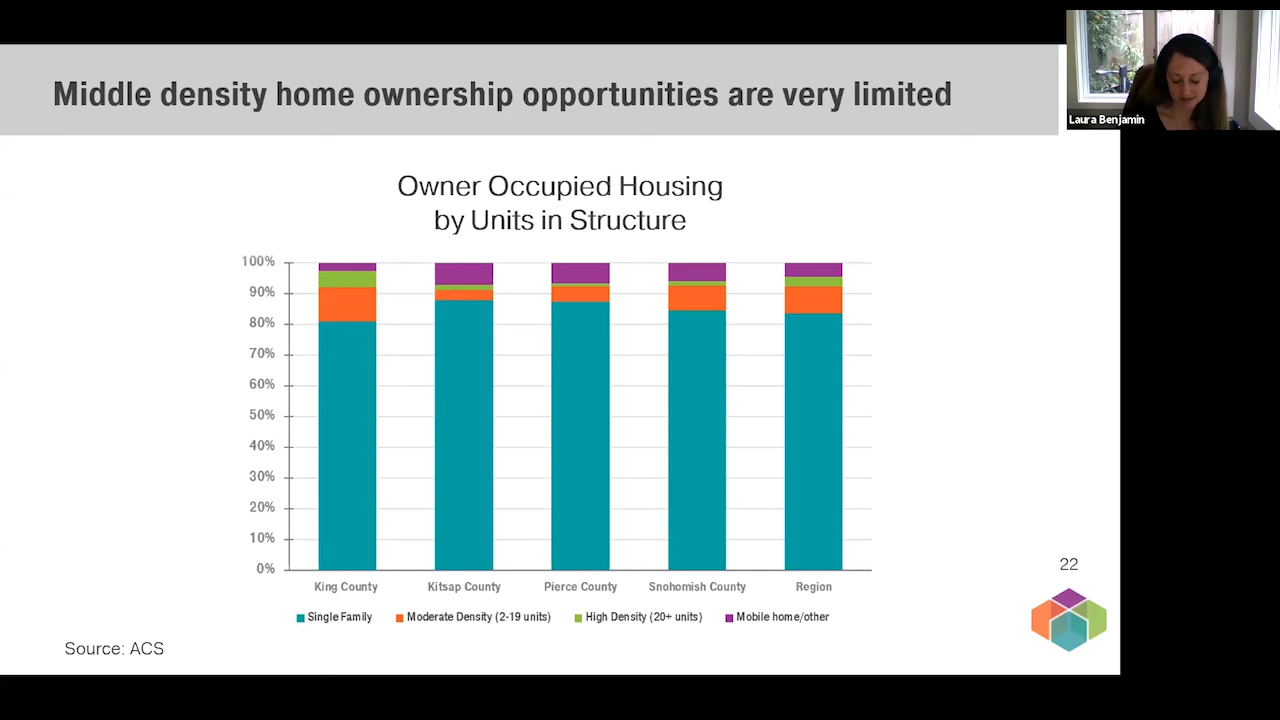 Middle density home ownership opportunities are very limited
Laura Benjamin
Owner Occupied Housing
by Units in Structure
100%
90%
80%
70%
60%
50%
40%
30%
20%
10%
0%
King County
Kitsap County
Pierce County
Snohomish County
Region
Single Family
Moderate Density (2-19 units)
High Density (20+ units)
Mobile home/other
22
Source: ACS